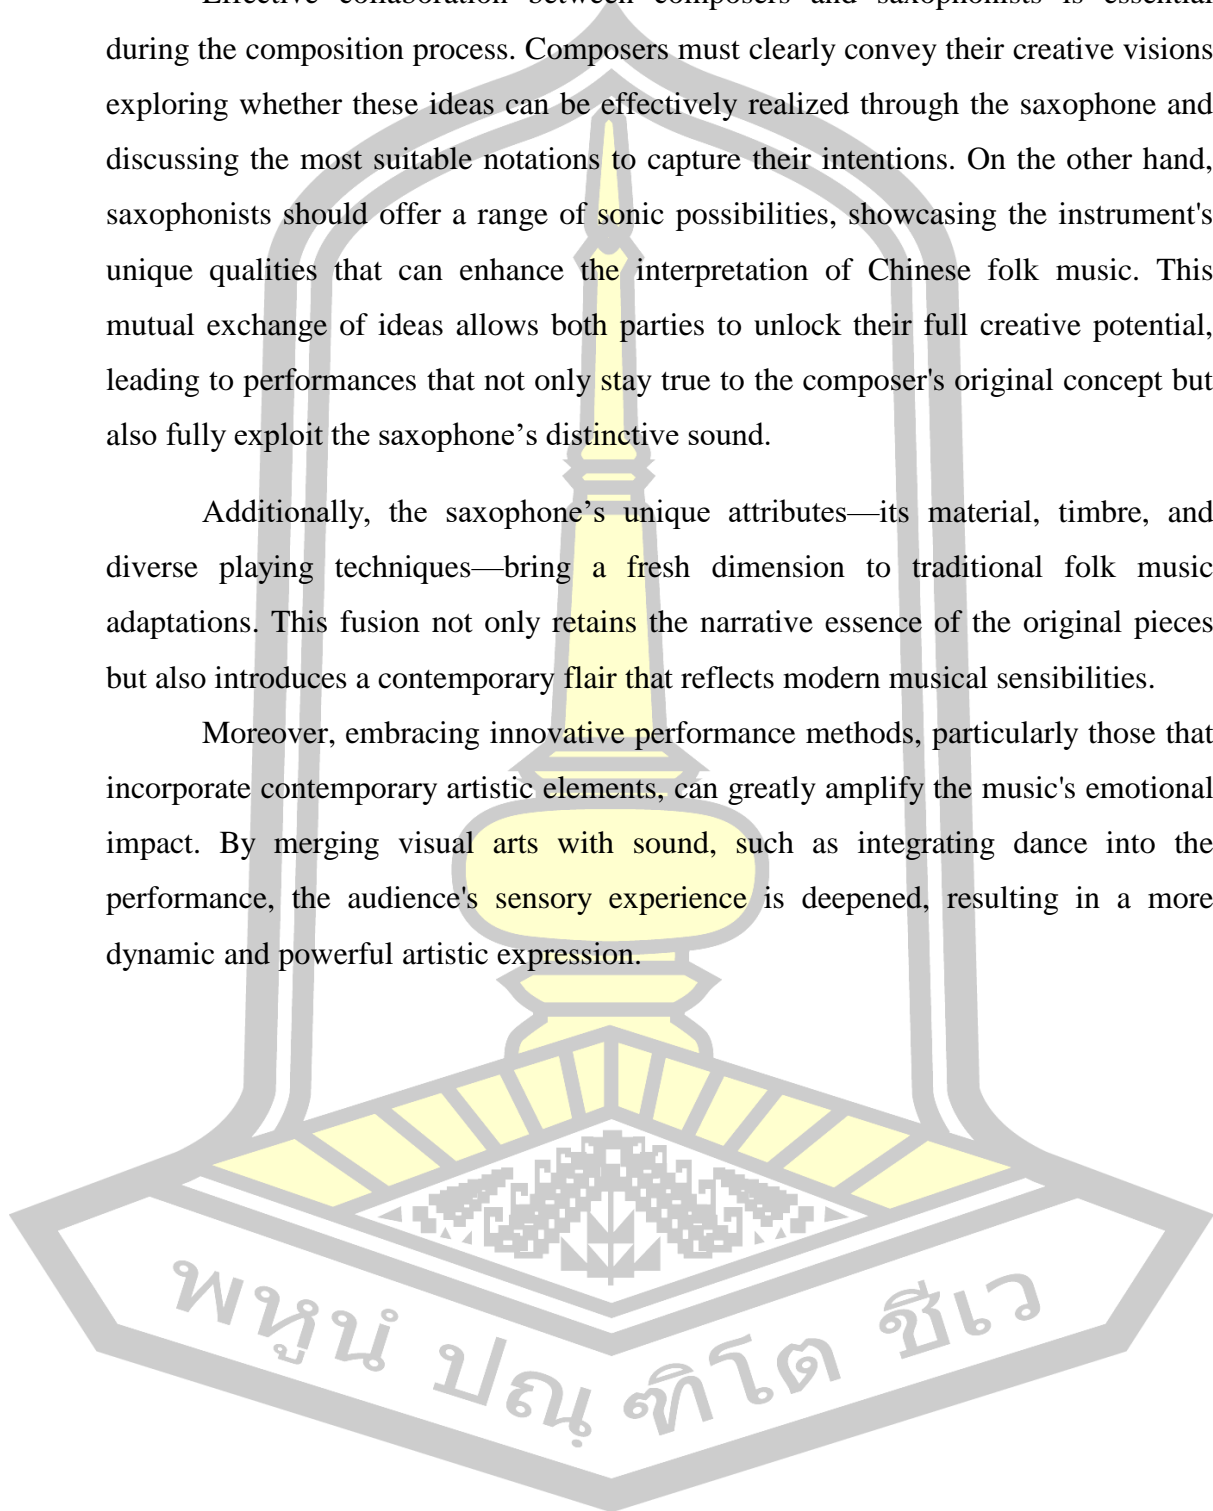 Effective collaboration between composers and saxophonists is essential
during the composition process. Composers must clearly convey their creative visions
exploring whether these ideas can be effectively realized through the saxophone and
discussing the most suitable notations to capture their intentions. On the other hand,
saxophonists should offer a range of sonic possibilities, showcasing the instrument's
unique qualities that can enhance the interpretation of Chinese folk music. This
mutual exchange of ideas allows both parties to unlock their full creative potential,
leading to performances that not only stay true to the composer's original concept but
also fully exploit the saxophone’s distinctive sound.
Additionally, the saxophone’s unique attributes—its material, timbre, and
diverse playing techniques—bring a fresh dimension to traditional folk music
adaptations. This fusion not only retains the narrative essence of the original pieces
but also introduces a contemporary flair that reflects modern musical sensibilities.
Moreover, embracing innovative performance methods, particularly those that
incorporate contemporary artistic elements, can greatly amplify the music's emotional
impact. By merging visual arts with sound, such as integrating dance into the
performance, the audience's sensory experience is deepened, resulting in a more
dynamic and powerful artistic expression.
พหูนํ ปณฺฑิโต ชีเว